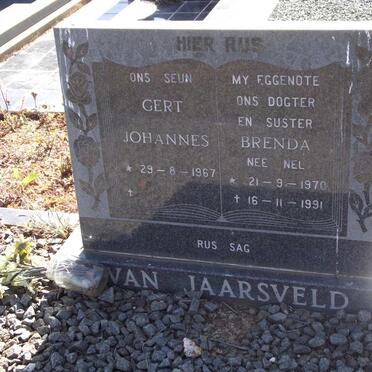 HIER RUS
ONS SEUN
GERT
JOHANNES
* 29-8-1967
†
MY EGGENOTE
ONS DOGTER
EN SUSTER
BRENDA
NEE NEL
* 21-9-1970
† 16-11-1991
RUS SAG
VAN JAARSVELD